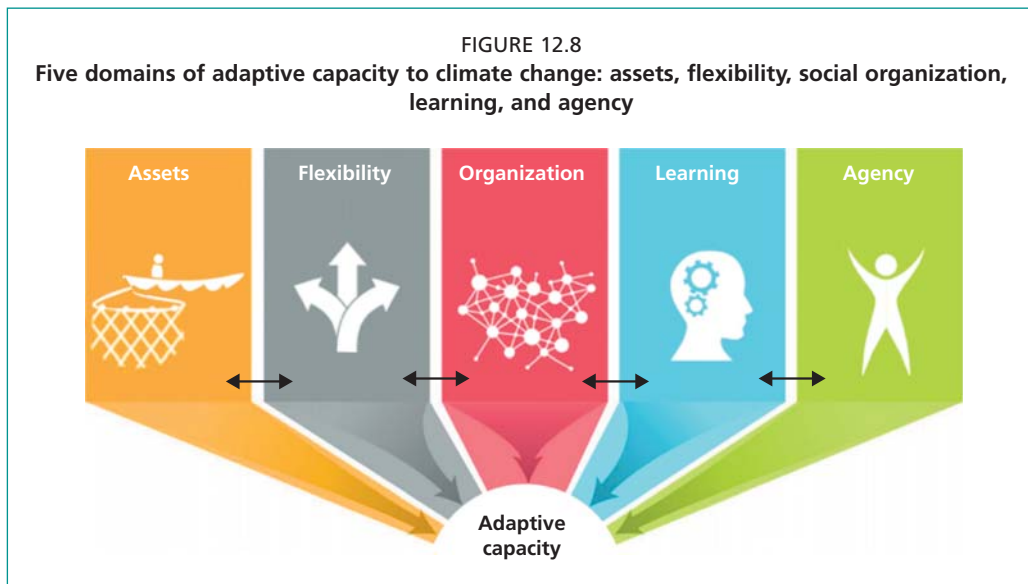 FIGURE 12.8
Five domains of adaptive capacity to climate change: assets, flexibility, social organization,
learning, and agency
Assets
Flexibility
Organization
Learning
Agency
Adaptive
capacity